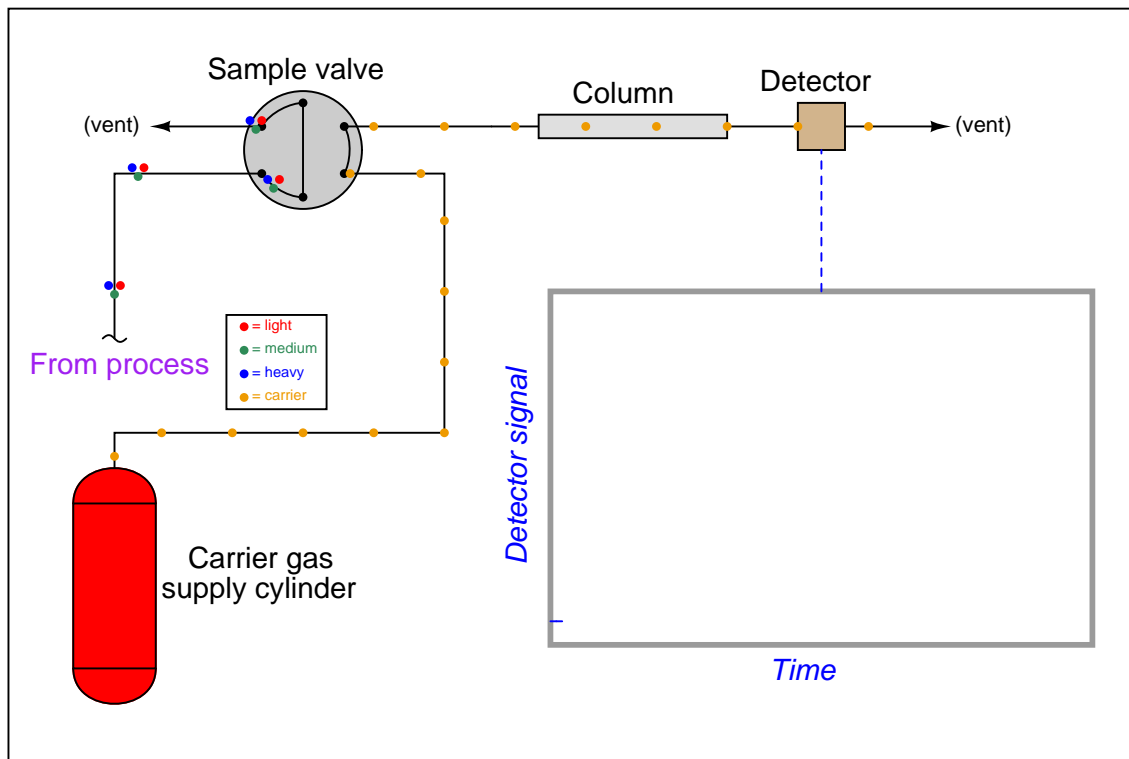 Sample valve
Column
Detector
(vent)
(vent)
From process
= light
= medium
= heavy
= carrier
Detector signal
Carrier gas
supply cylinder
Time